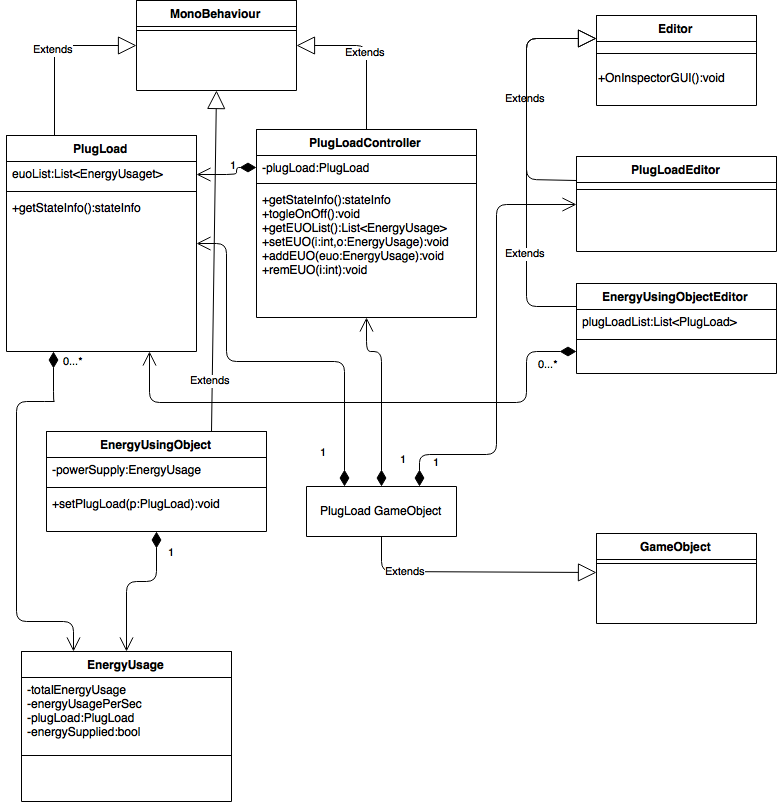 MonoBehaviour
Editor
+OnInspectorGUI():void
Extends
Extends
Extends
PlugLoad
euoList:List<EnergyUsaget>
+getStateInfo():stateInfo
1
PlugLoadController
-plugLoad:PlugLoad
+getStateInfo():stateInfo
+togleOnOff():void
+getEUOList():List<EnergyUsage>
+setEUO(i:int,o:EnergyUsage):void
+addEUO(euo:EnergyUsage):void
+remEUO(i:int):void
PlugLoadEditor
Extends
EnergyUsingObjectEditor
plugLoadList:List<PlugLoad>
0...*
0...*
Extends
EnergyUsingObject
-powerSupply:EnergyUsage
+setPlugLoad(p:PlugLoad):void
1
1
1
1
PlugLoad GameObject
Extends
GameObject
EnergyUsage
-totalEnergyUsage
-energyUsagePerSec
-plugLoad:PlugLoad
-energySupplied:bool